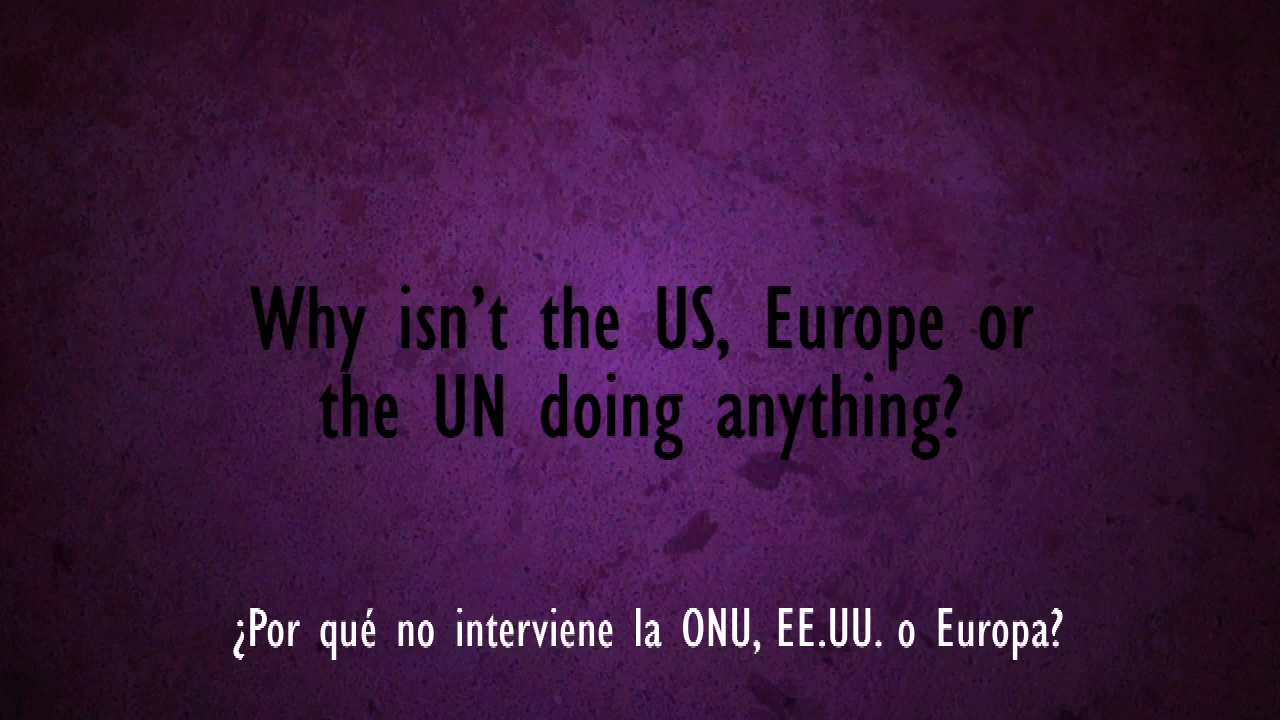 Why isn't the US, Europe or
the UN doing anything?
¿Por qué no interviene la ONU, EE.UU. o Europa?